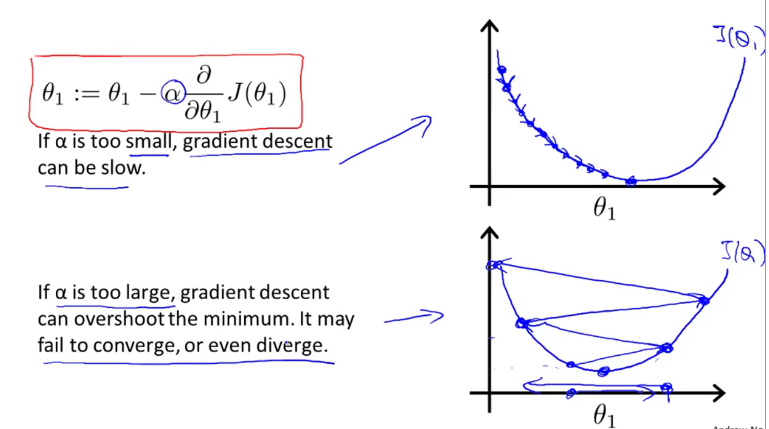 θ₁ := θ₁ − α ∂/∂θ₁ J(θ₁)
If α is too small, gradient descent
can be slow.
J(θ₁)
θ₁
If α is too large, gradient descent
can overshoot the minimum. It may
fail to converge, or even diverge.
θ₁